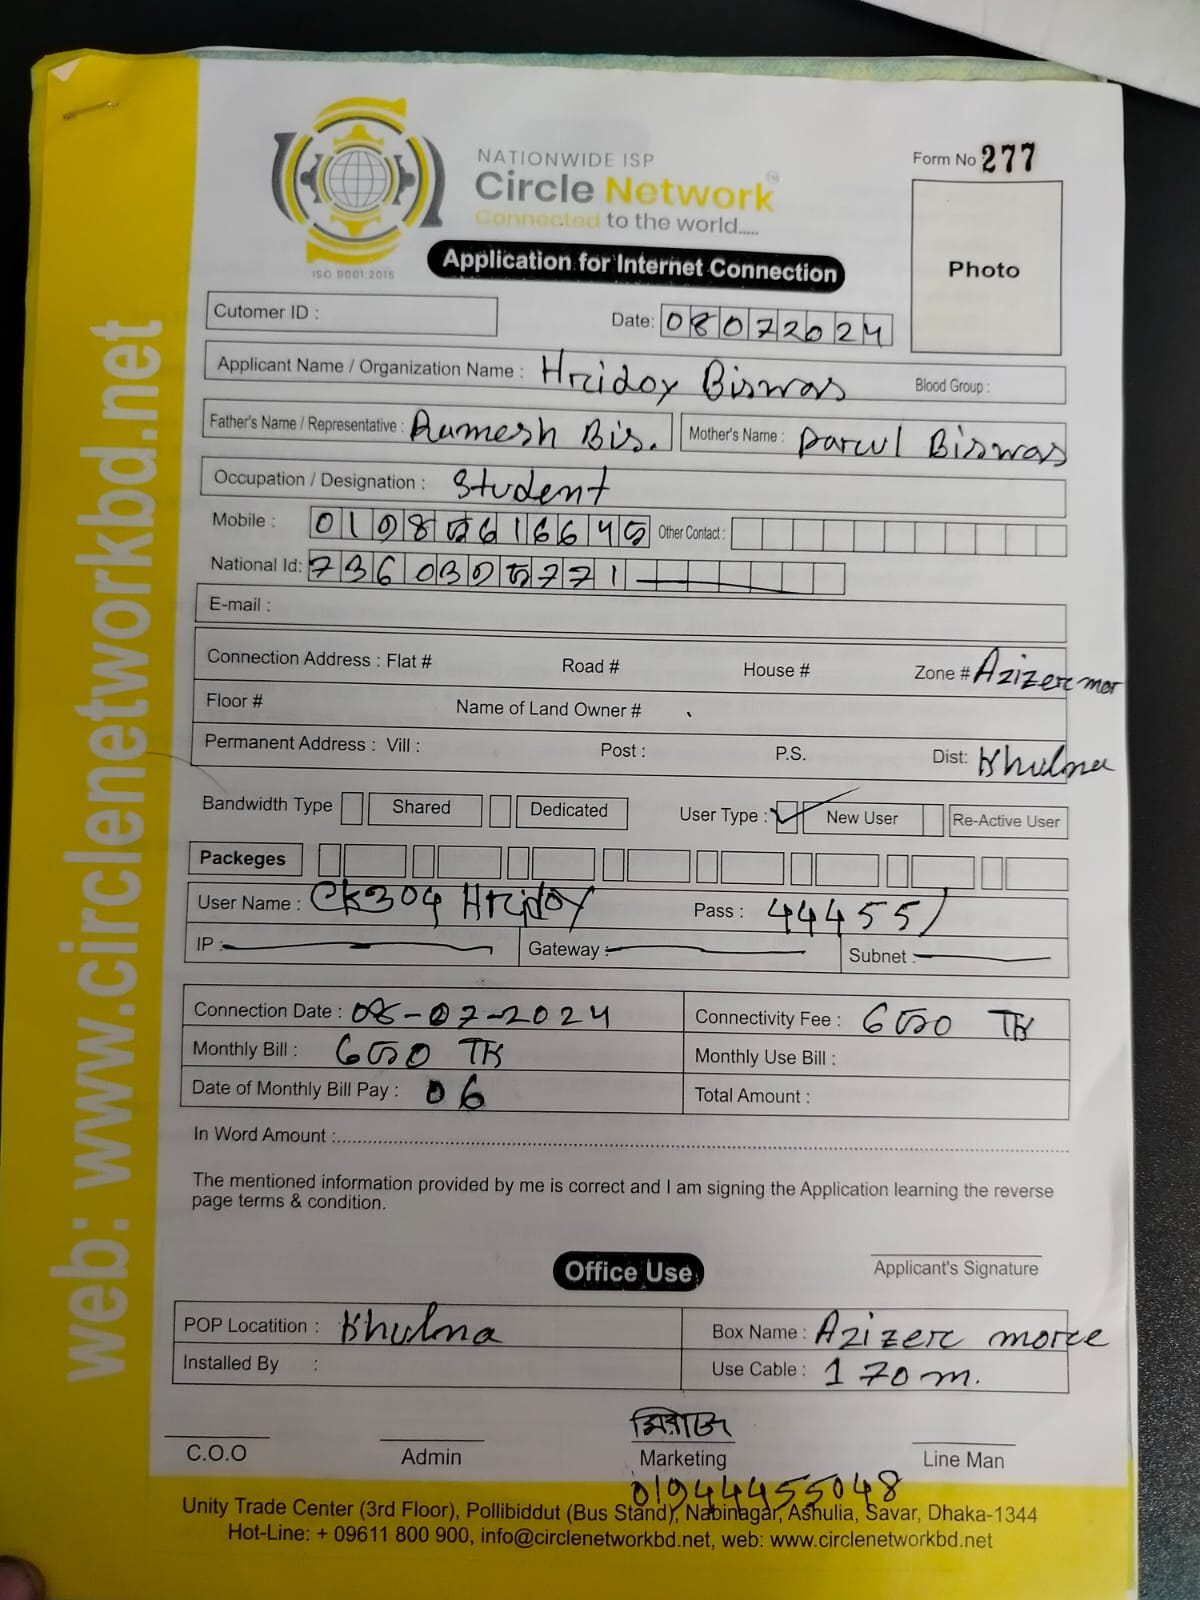 NATIONWIDE ISP
Circle Network TM
Connected to the world.....
ISO 9001:2015
Form No 277
Photo
Application for Internet Connection
Cutomer ID :
Date: 08072024
Applicant Name / Organization Name : Hridoy Biswas Blood Group :
Father's Name / Representative : Ramesh Bis. Mother's Name : Parul Biswas
Occupation / Designation : Student
Mobile : 01985616645 Other Contact :
National Id: 7360395771
E-mail :
Connection Address : Flat # Road # House # Zone # Azizer mor
Floor # Name of Land Owner #
Permanent Address : Vill : Post : P.S. Dist: Khulna
Bandwidth Type Shared Dedicated User Type : New User Re-Active User
Packeges
User Name : CK304 Hridoy Pass : 444551
IP : Gateway : Subnet :
Connection Date : 08-07-2024 Connectivity Fee : 650 TK
Monthly Bill : 650 TK Monthly Use Bill :
Date of Monthly Bill Pay : 06 Total Amount :
In Word Amount :
The mentioned information provided by me is correct and I am signing the Application learning the reverse
page terms & condition.
Applicant's Signature
Office Use
POP Locatition : Khulna Box Name : Azizer more
Installed By : Use Cable : 170 m.
C.O.O Admin Marketing Line Man
01944455048
Unity Trade Center (3rd Floor), Pollibiddut (Bus Stand), Nabinagar, Ashulia, Savar, Dhaka-1344
Hot-Line: + 09611 800 900, info@circlenetworkbd.net, web: www.circlenetworkbd.net
web: www.circlenetworkbd.net